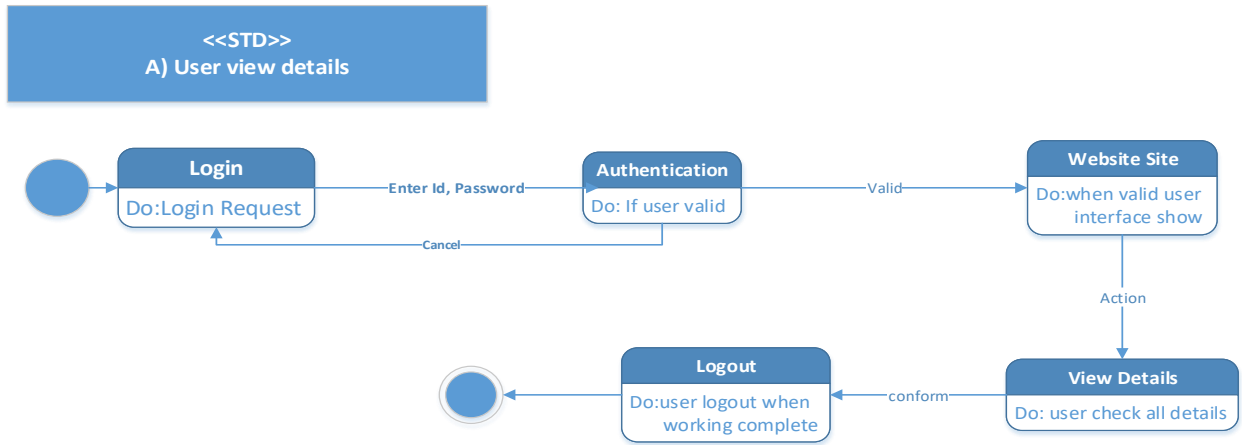 <<STD>>
A) User view details
Login
Do:Login Request
Enter Id, Password
Authentication
Do: If user valid
Valid
Website Site
Do:when valid user
interface show
Cancel
Action
View Details
Do: user check all details
conform
Logout
Do:user logout when
working complete